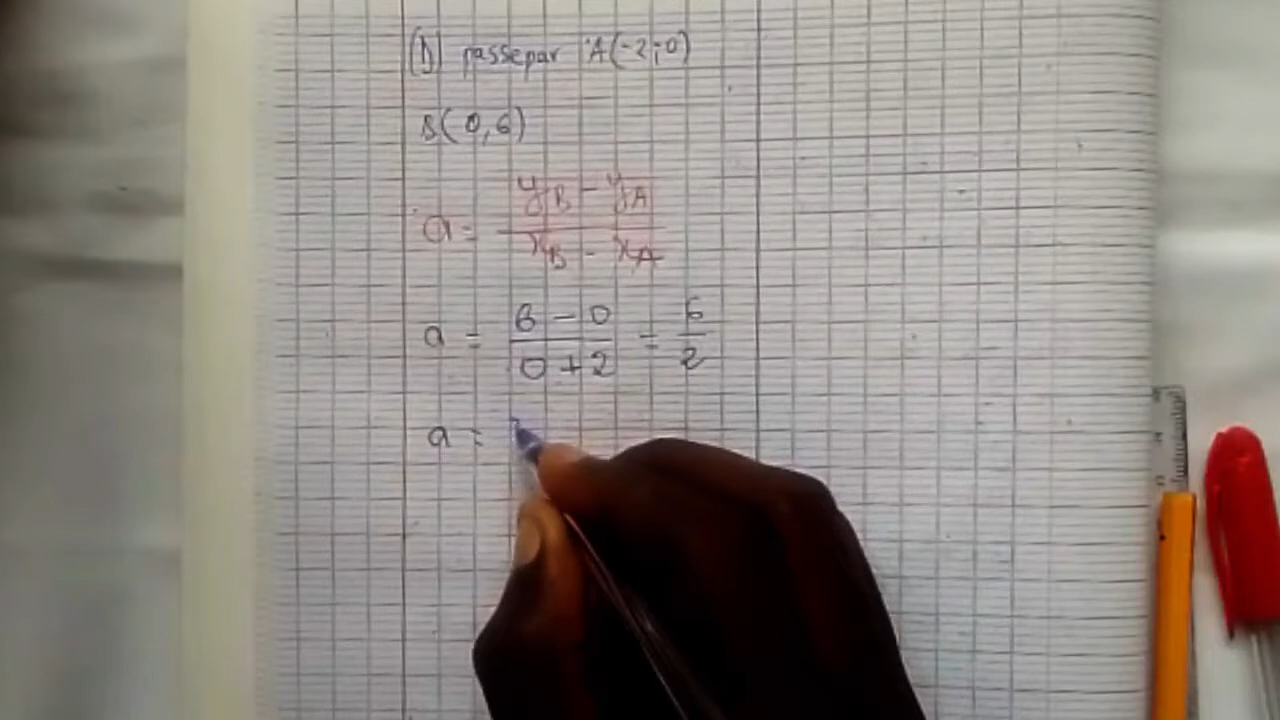 (D) passe par A(-2;0)
B(0,6)
a = yB - yA / xB - xA
a = 6 - 0 / 0 + 2 = 6 / 2
a =